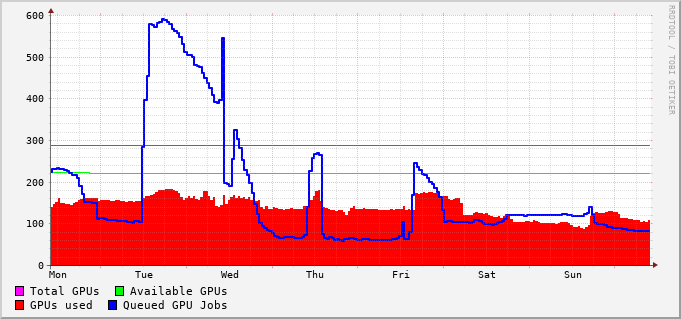 600
500
400
300
200
100
0
Mon Tue Wed Thu Fri Sat Sun
Total GPUs Available GPUs
GPUs used Queued GPU Jobs
RRDTOOL / TOBI OETIKER